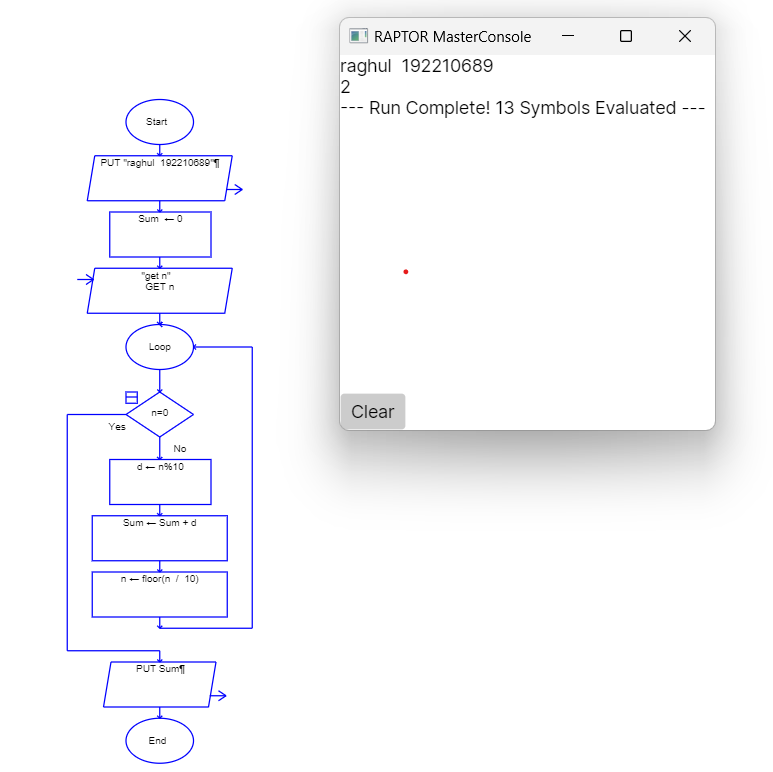 RAPTOR MasterConsole
raghul  192210689
2
--- Run Complete! 13 Symbols Evaluated ---
Clear
Start
PUT "raghul  192210689"¶
Sum ← 0
"get n"
GET n
Loop
n=0
Yes
No
d ← n%10
Sum ← Sum + d
n ← floor(n / 10)
PUT Sum¶
End